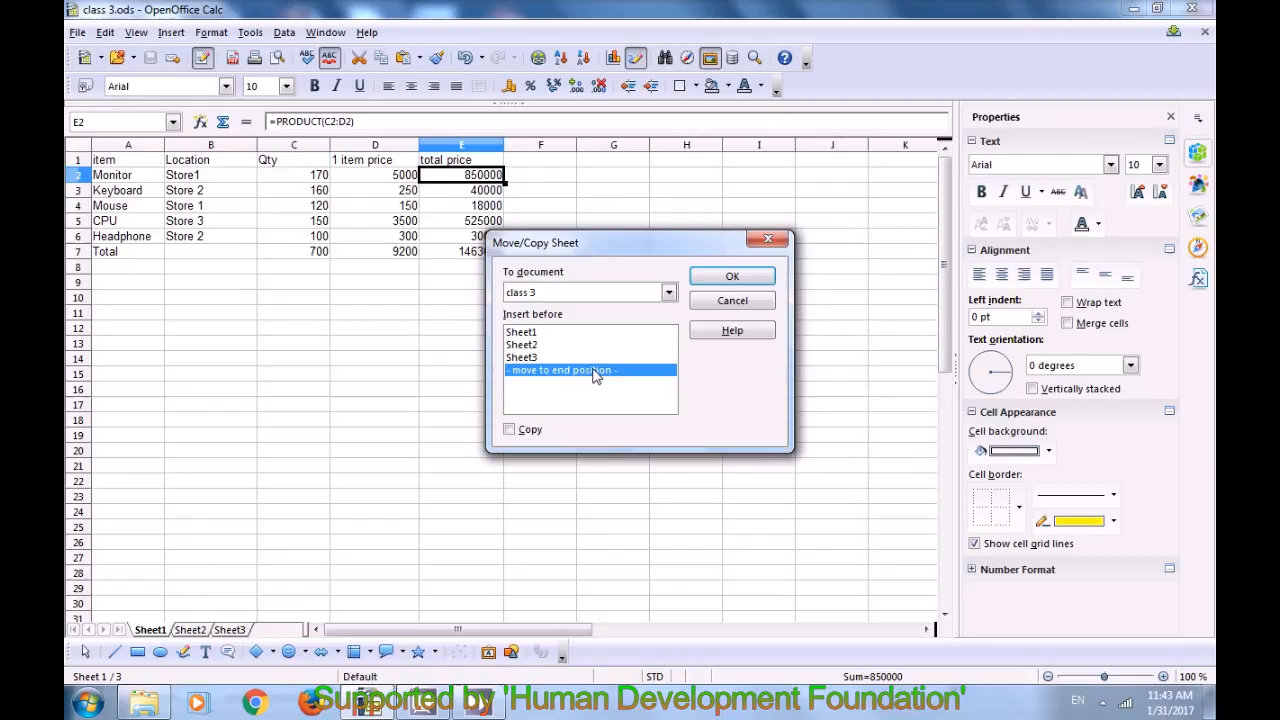 class 3.ods - OpenOffice Calc
File Edit View Insert Format Tools Data Window Help
Arial 10
E2 =PRODUCT(C2:D2)
A B C D E F G H I J K
1 item Location Qty 1 item price total price
2 Monitor Store1 170 5000 850000
3 Keyboard Store 2 160 250 40000
4 Mouse Store 1 120 150 18000
5 CPU Store 3 150 3500 525000
6 Headphone Store 2 100 300
7 Total 700 9200
8
9
10
11
12
13
14
15
16
17
18
19
20
21
22
23
24
25
26
27
28
29
30
31
Move/Copy Sheet
To document
class 3
Insert before
Sheet1
Sheet2
Sheet3
- move to end position -
Copy
OK
Cancel
Help
Properties
Text
Arial 10
Alignment
Left indent:
0 pt
Wrap text
Merge cells
Text orientation:
0 degrees
Vertically stacked
Cell Appearance
Cell background:
Cell border:
Show cell grid lines
Number Format
Sheet1 Sheet2 Sheet3
Sheet 1 / 3 Default STD Sum=850000 100 %
Supported by 'Human Development Foundation'
EN 11:43 AM
1/31/2017